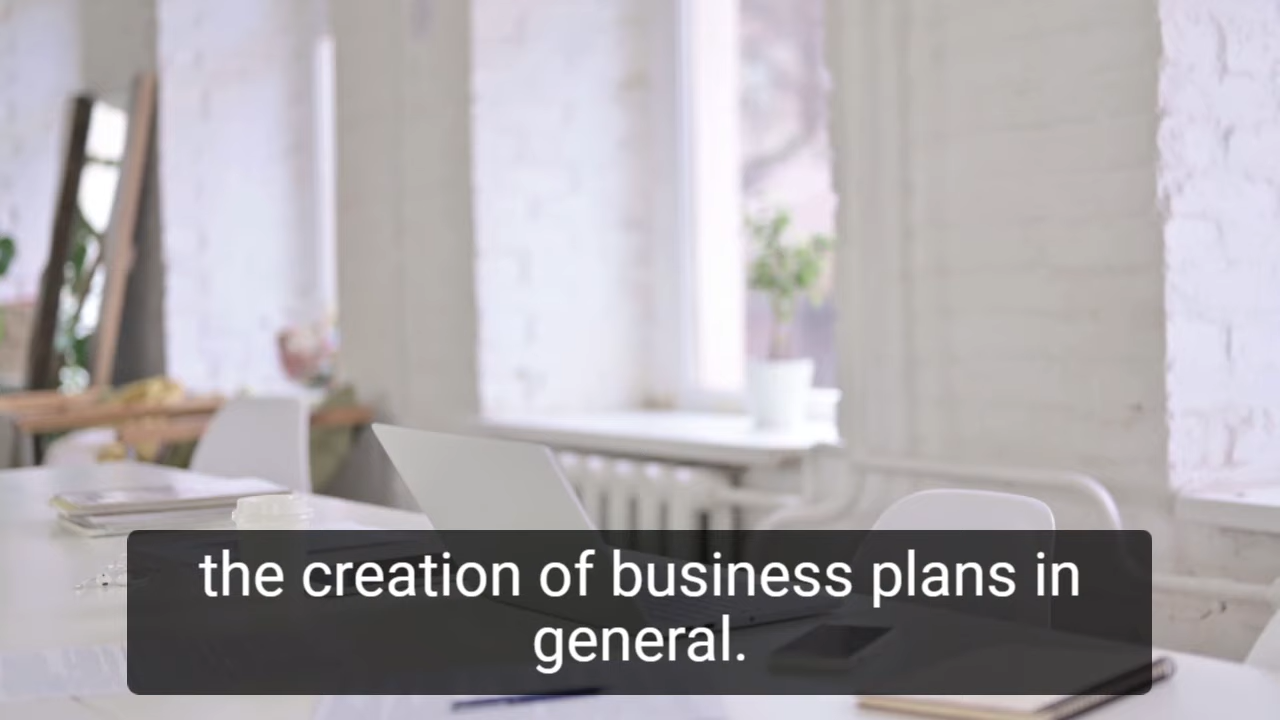 the creation of business plans in
general.